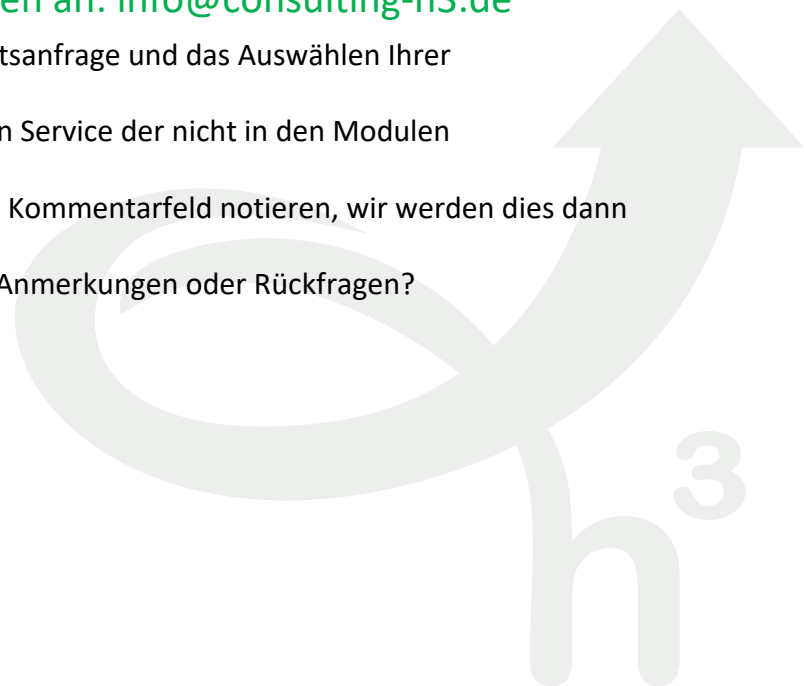 en an: info@consulting-h3.de
tsanfrage und das Auswählen Ihrer
n Service der nicht in den Modulen
Kommentarfeld notieren, wir werden dies dann
Anmerkungen oder Rückfragen?
h³